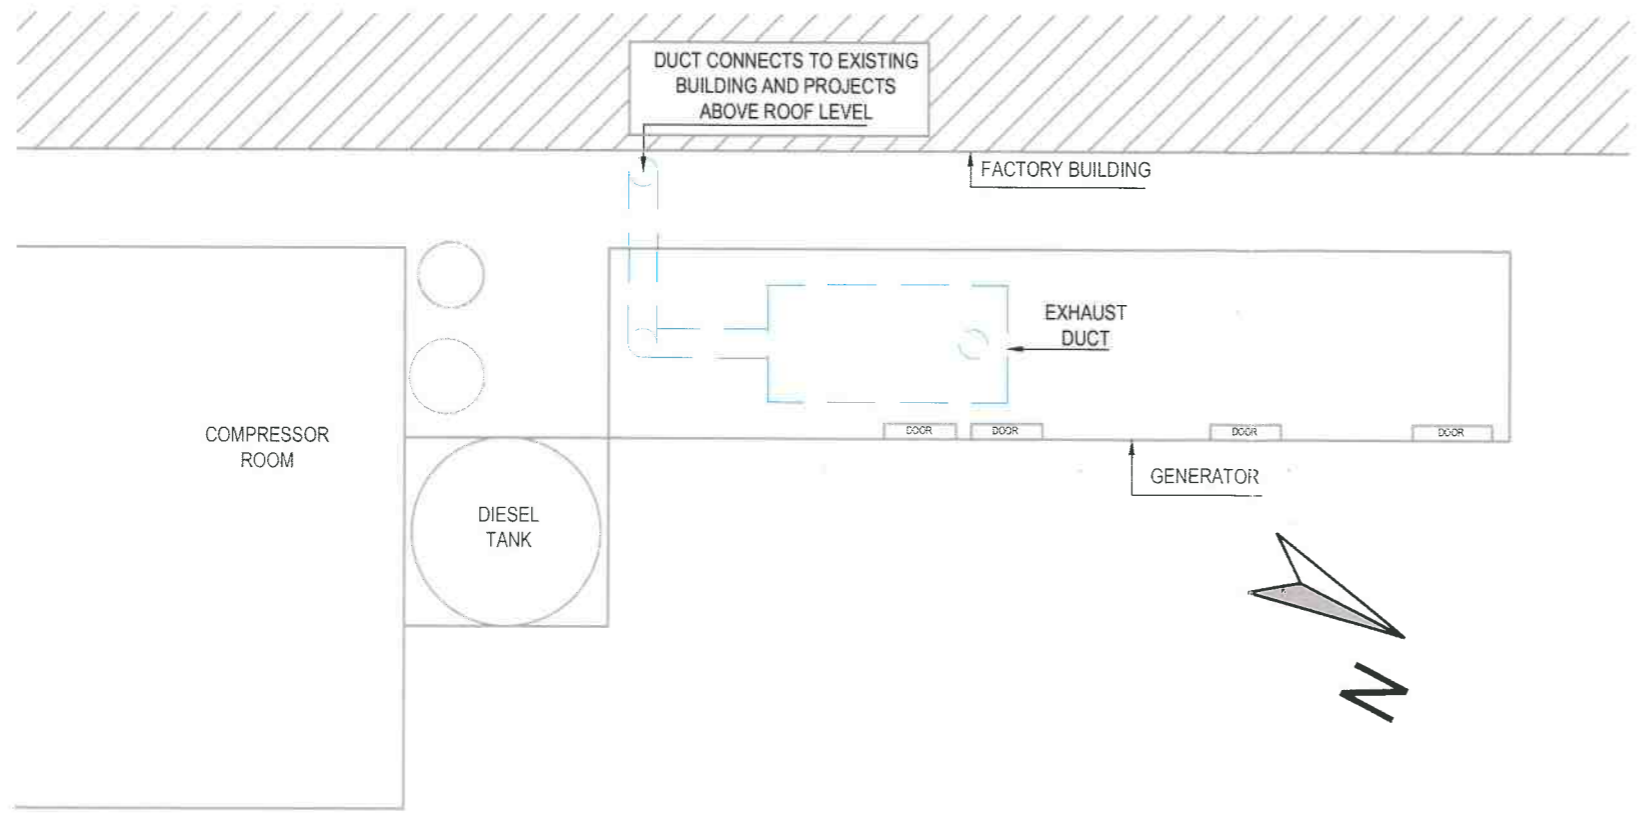 DUCT CONNECTS TO EXISTING
BUILDING AND PROJECTS
ABOVE ROOF LEVEL
FACTORY BUILDING
EXHAUST
DUCT
DOOR
DOOR
DOOR
DOOR
COMPRESSOR
ROOM
GENERATOR
DIESEL
TANK
N